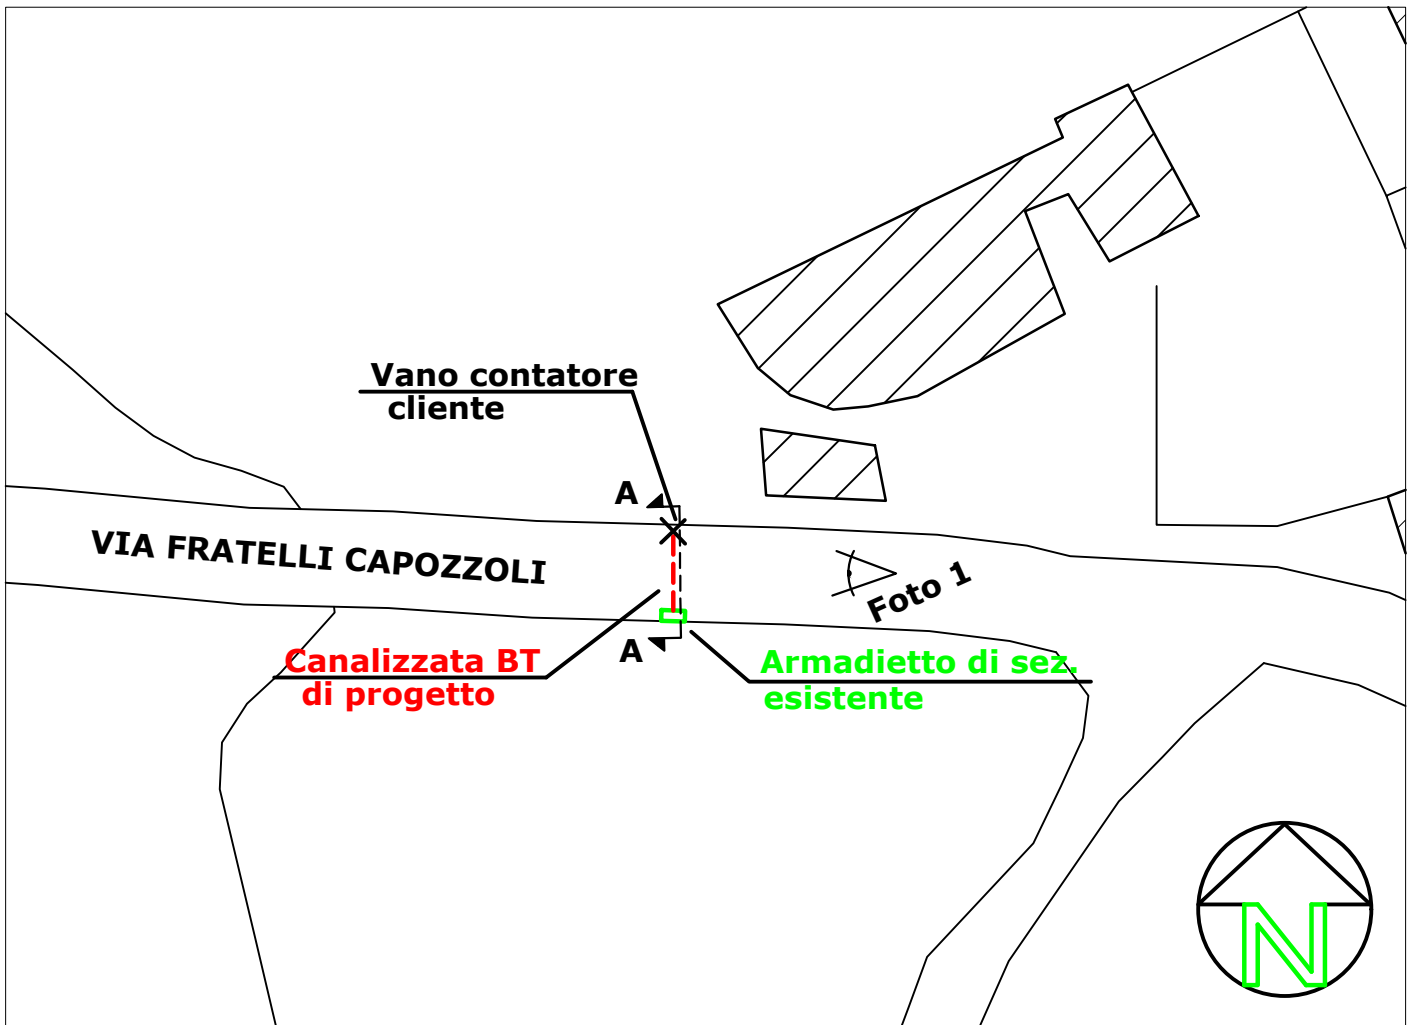 Vano contatore
cliente
A
VIA FRATELLI CAPOZZOLI
Foto 1
A
Canalizzata BT
di progetto
Armadietto di sez.
esistente
N